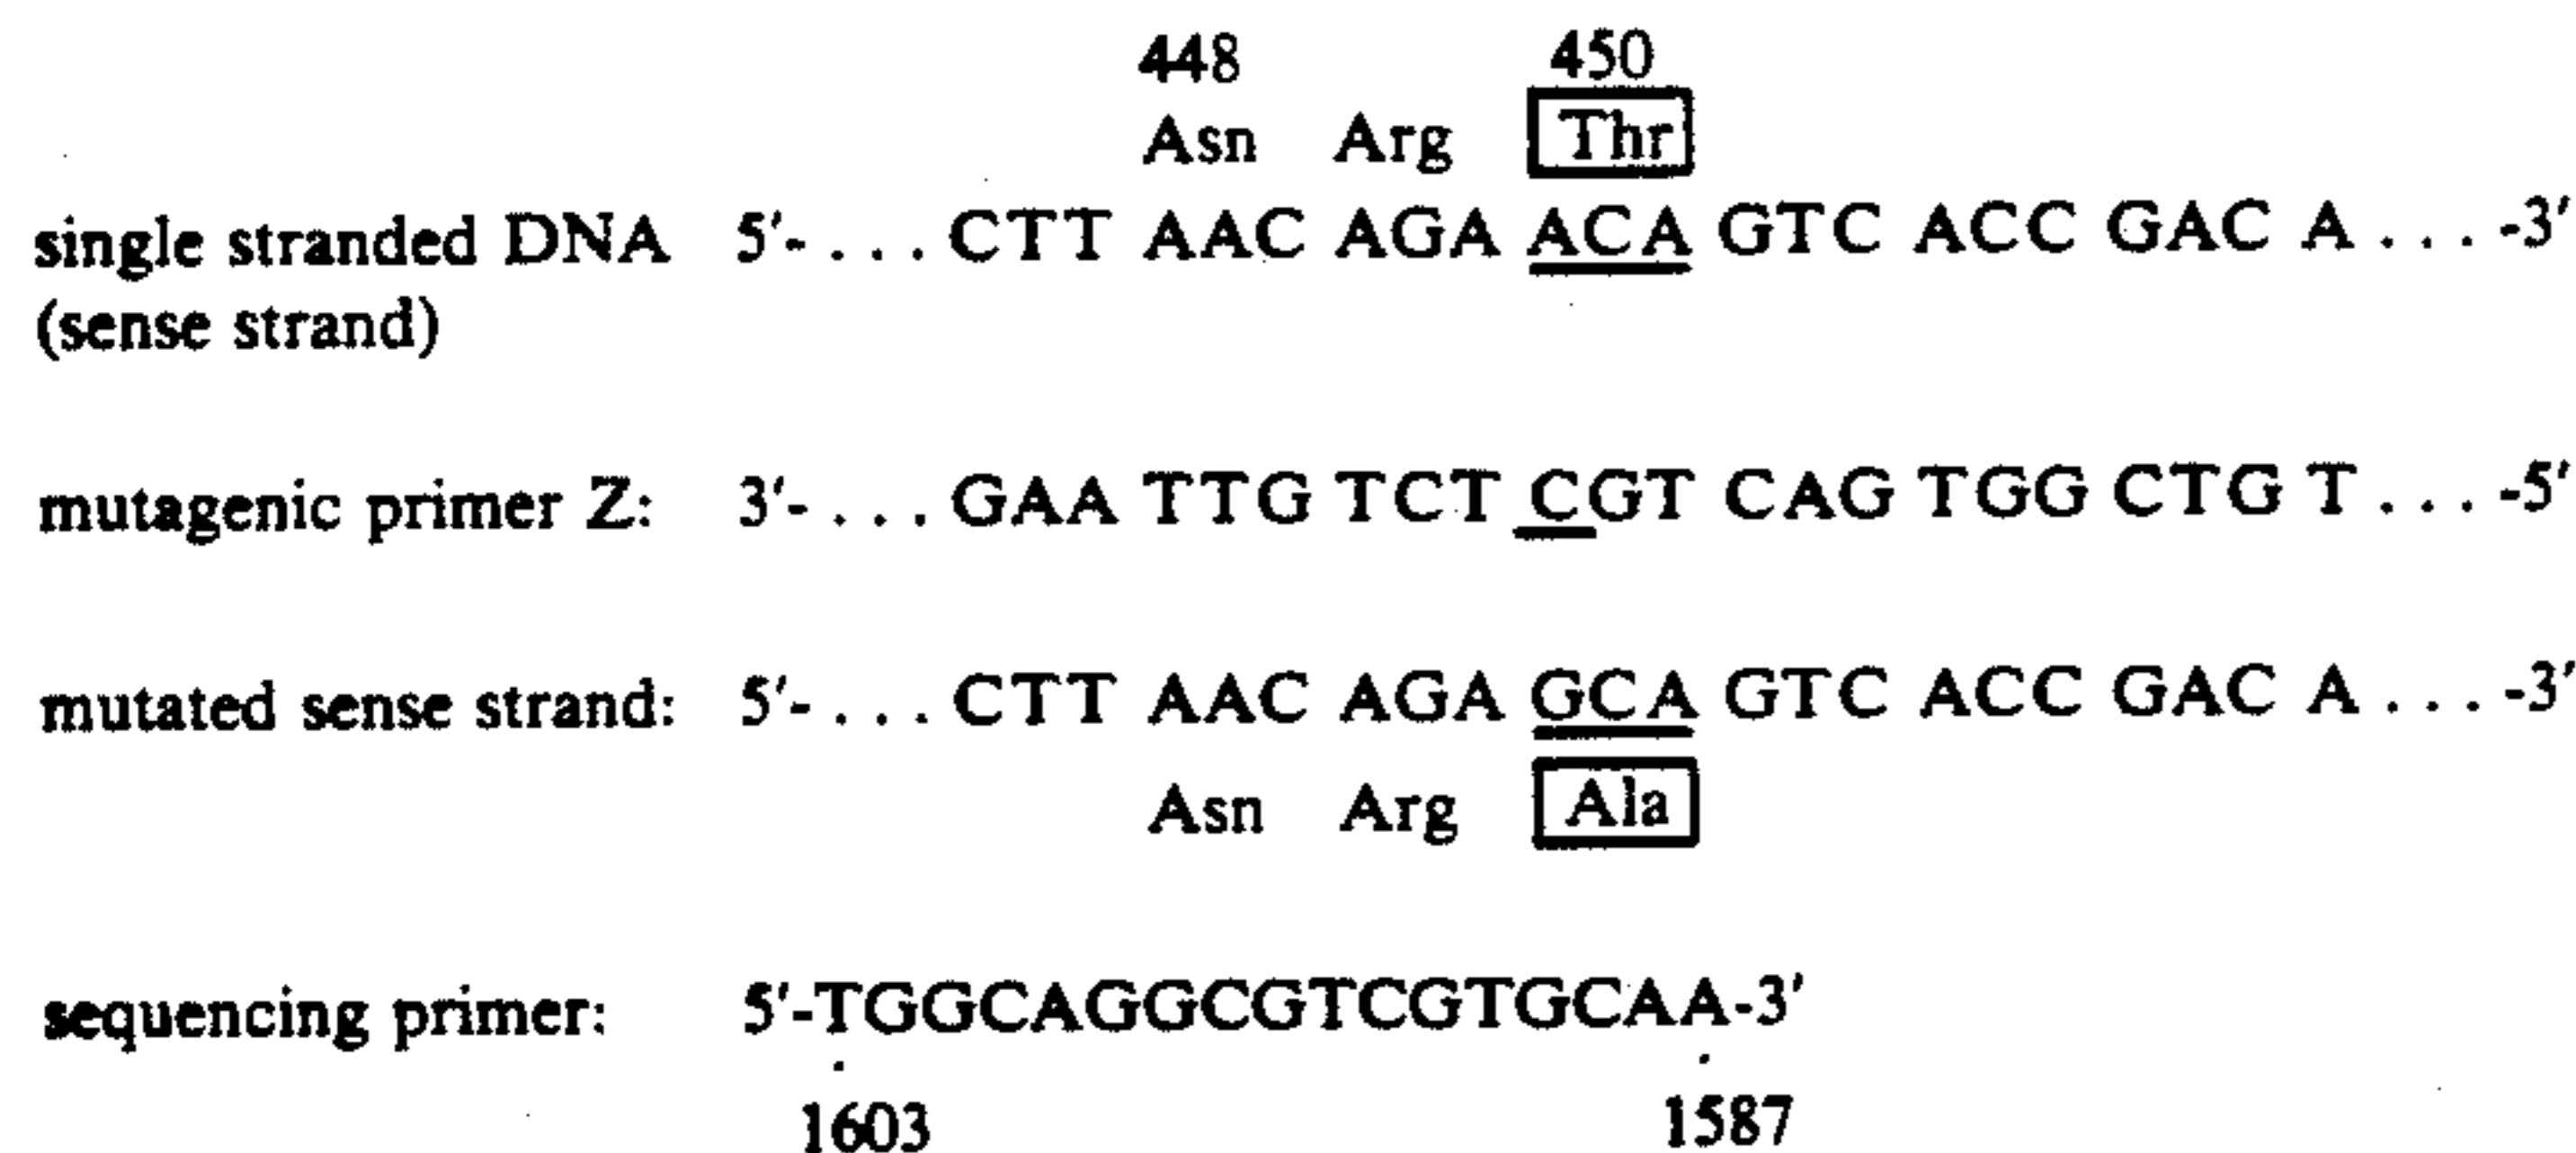 448 450
Asn Arg Thr
single stranded DNA 5'-...CTT AAC AGA ACA GTC ACC GAC A...-3'
(sense strand)
mutagenic primer Z: 3'-...GAA TTG TCT CGT CAG TGG CTG T...-5'
mutated sense strand: 5'-...CTT AAC AGA GCA GTC ACC GAC A...-3'
Asn Arg Ala
sequencing primer: 5'-TGGCAGGCGTCGTGCAA-3'
1603 1587